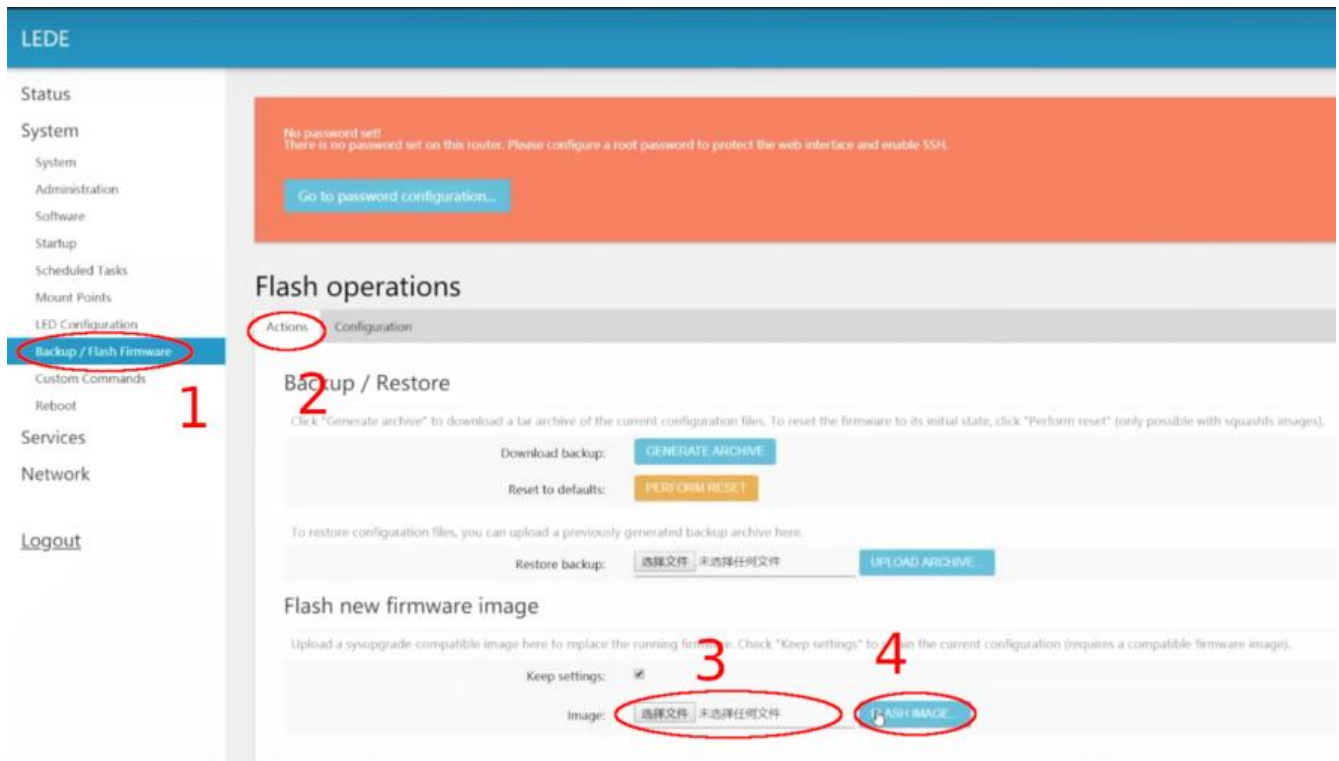 LEDE
Status
System
System
Administration
Software
Startup
Scheduled Tasks
Mount Points
LED Configuration
Backup / Flash Firmware
Custom Commands
Reboot
1
Services
Network
Logout
No password set!
There is no password set on this router. Please configure a root password to protect the web interface and enable SSH.
Go to password configuration...
Flash operations
Actions Configuration
2
Backup / Restore
Click "Generate archive" to download a tar archive of the current configuration files. To reset the firmware to its initial state, click "Perform reset" (only possible with squashfs images).
Download backup: GENERATE ARCHIVE
Reset to defaults: PERFORM RESET
To restore configuration files, you can upload a previously generated backup archive here.
Restore backup: 选择文件 未选择任何文件 UPLOAD ARCHIVE...
Flash new firmware image
Upload a sysupgrade-compatible image here to replace the running firmware. Check "Keep settings" to retain the current configuration (requires a compatible firmware image).
3
4
Keep settings:
Image: 选择文件 未选择任何文件 FLASH IMAGE...